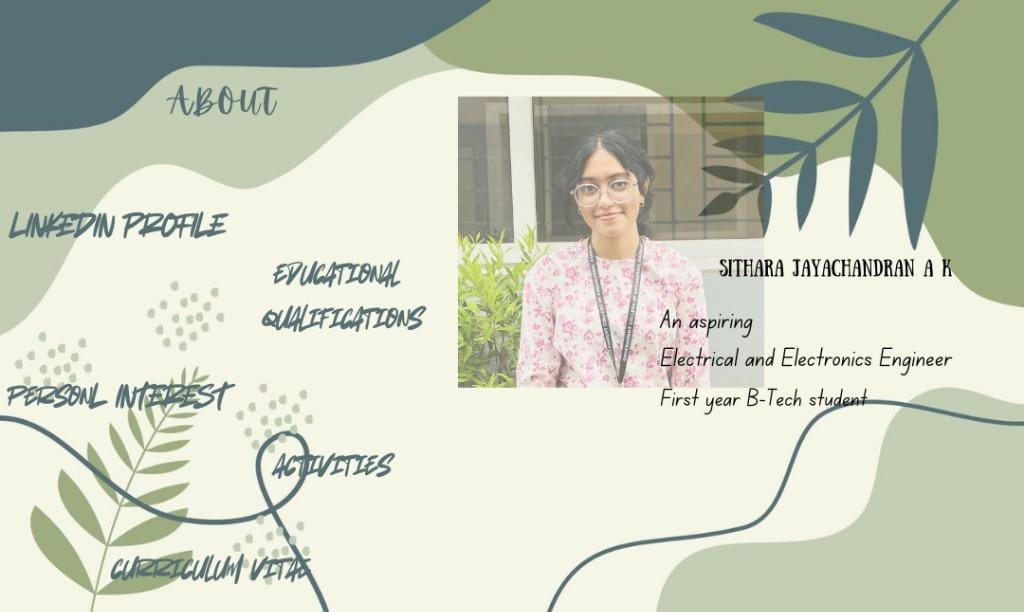 ABOUT
LINKEDIN PROFILE
EDUCATIONAL
QUALIFICATIONS
PERSONL INTEREST
ACTIVITIES
CURRICULUM VITAE
SITHARA JAYACHANDRAN A K
An aspiring
Electrical and Electronics Engineer
First year B-Tech student